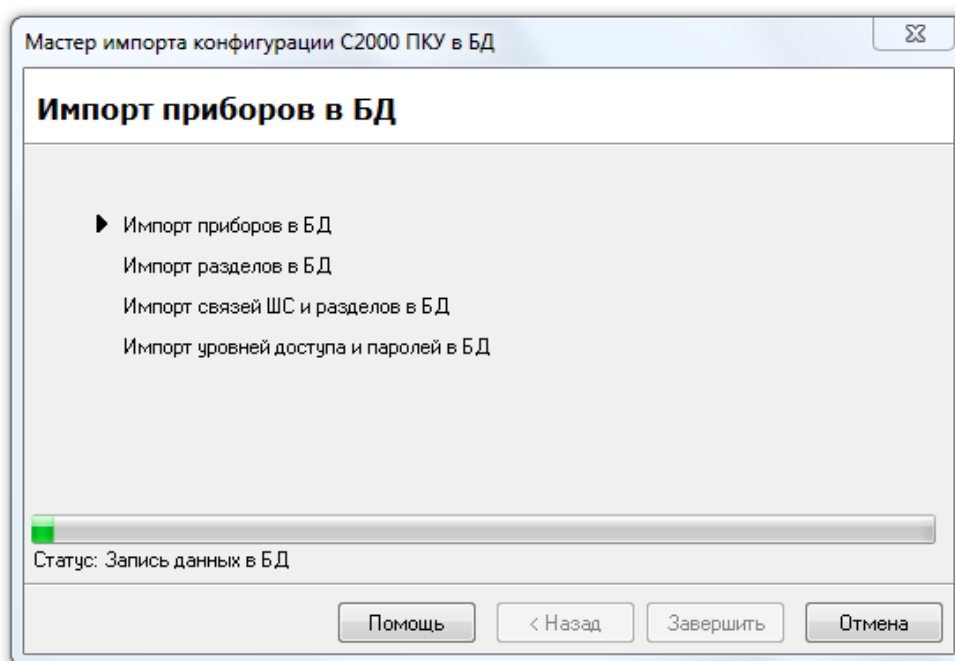 Мастер импорта конфигурации С2000 ПКУ в БД
Импорт приборов в БД
Импорт приборов в БД
Импорт разделов в БД
Импорт связей ШС и разделов в БД
Импорт уровней доступа и паролей в БД
Статус: Запись данных в БД
Помощь
< Назад
Завершить
Отмена